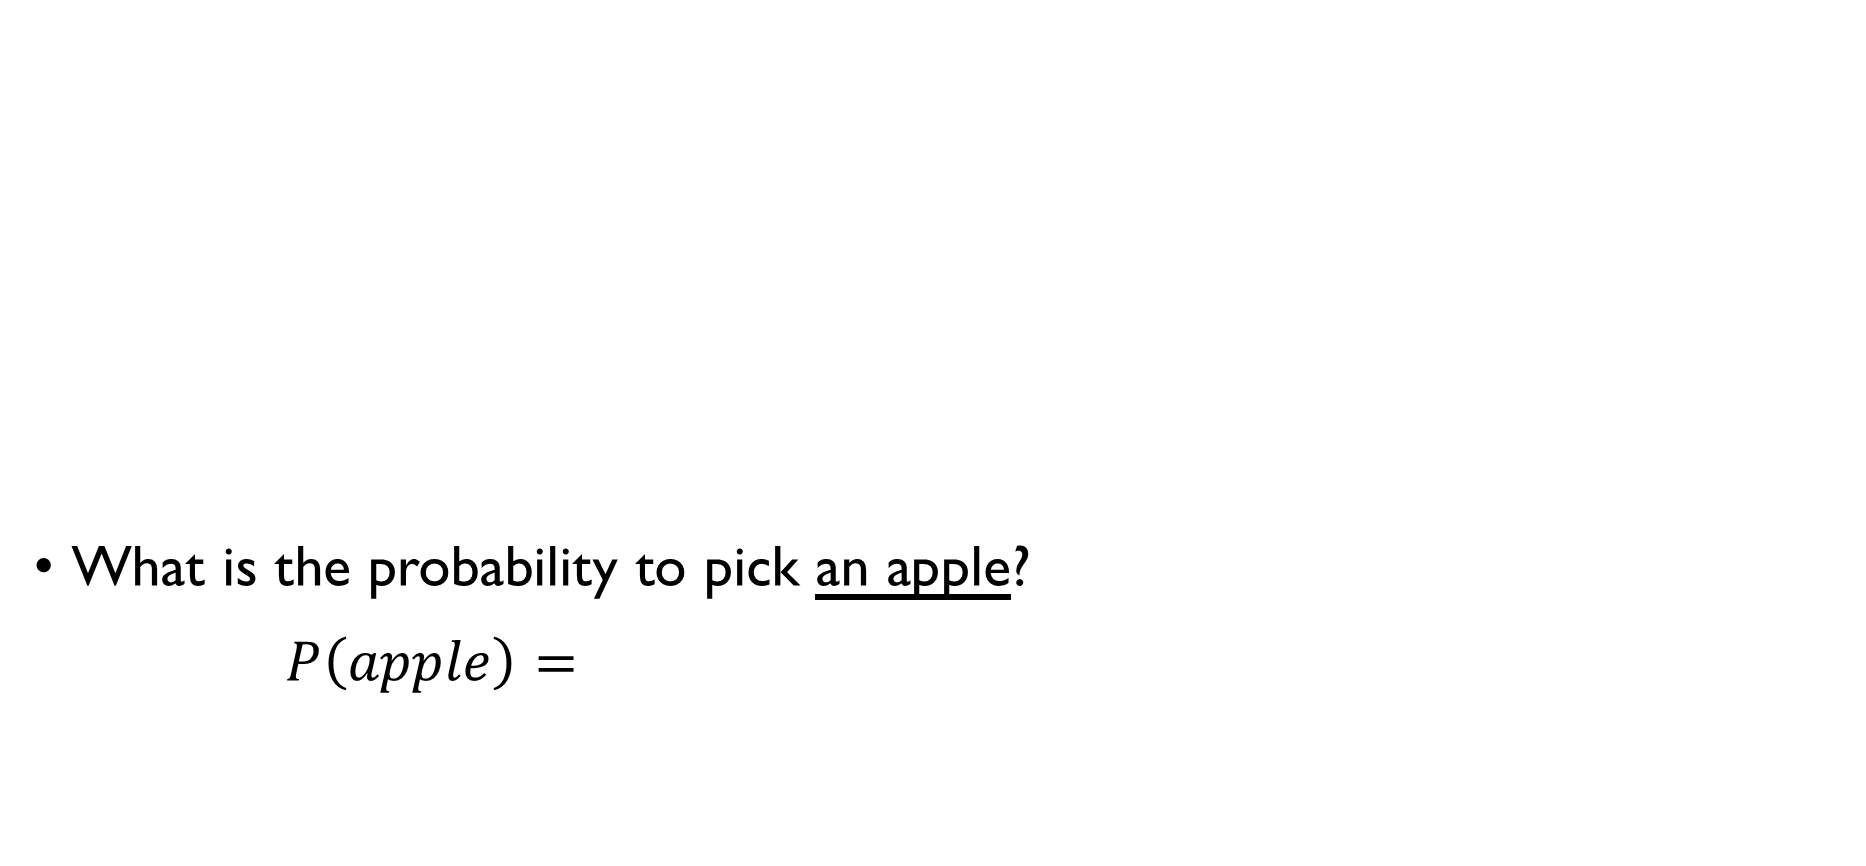 • What is the probability to pick an apple?
P(apple) =